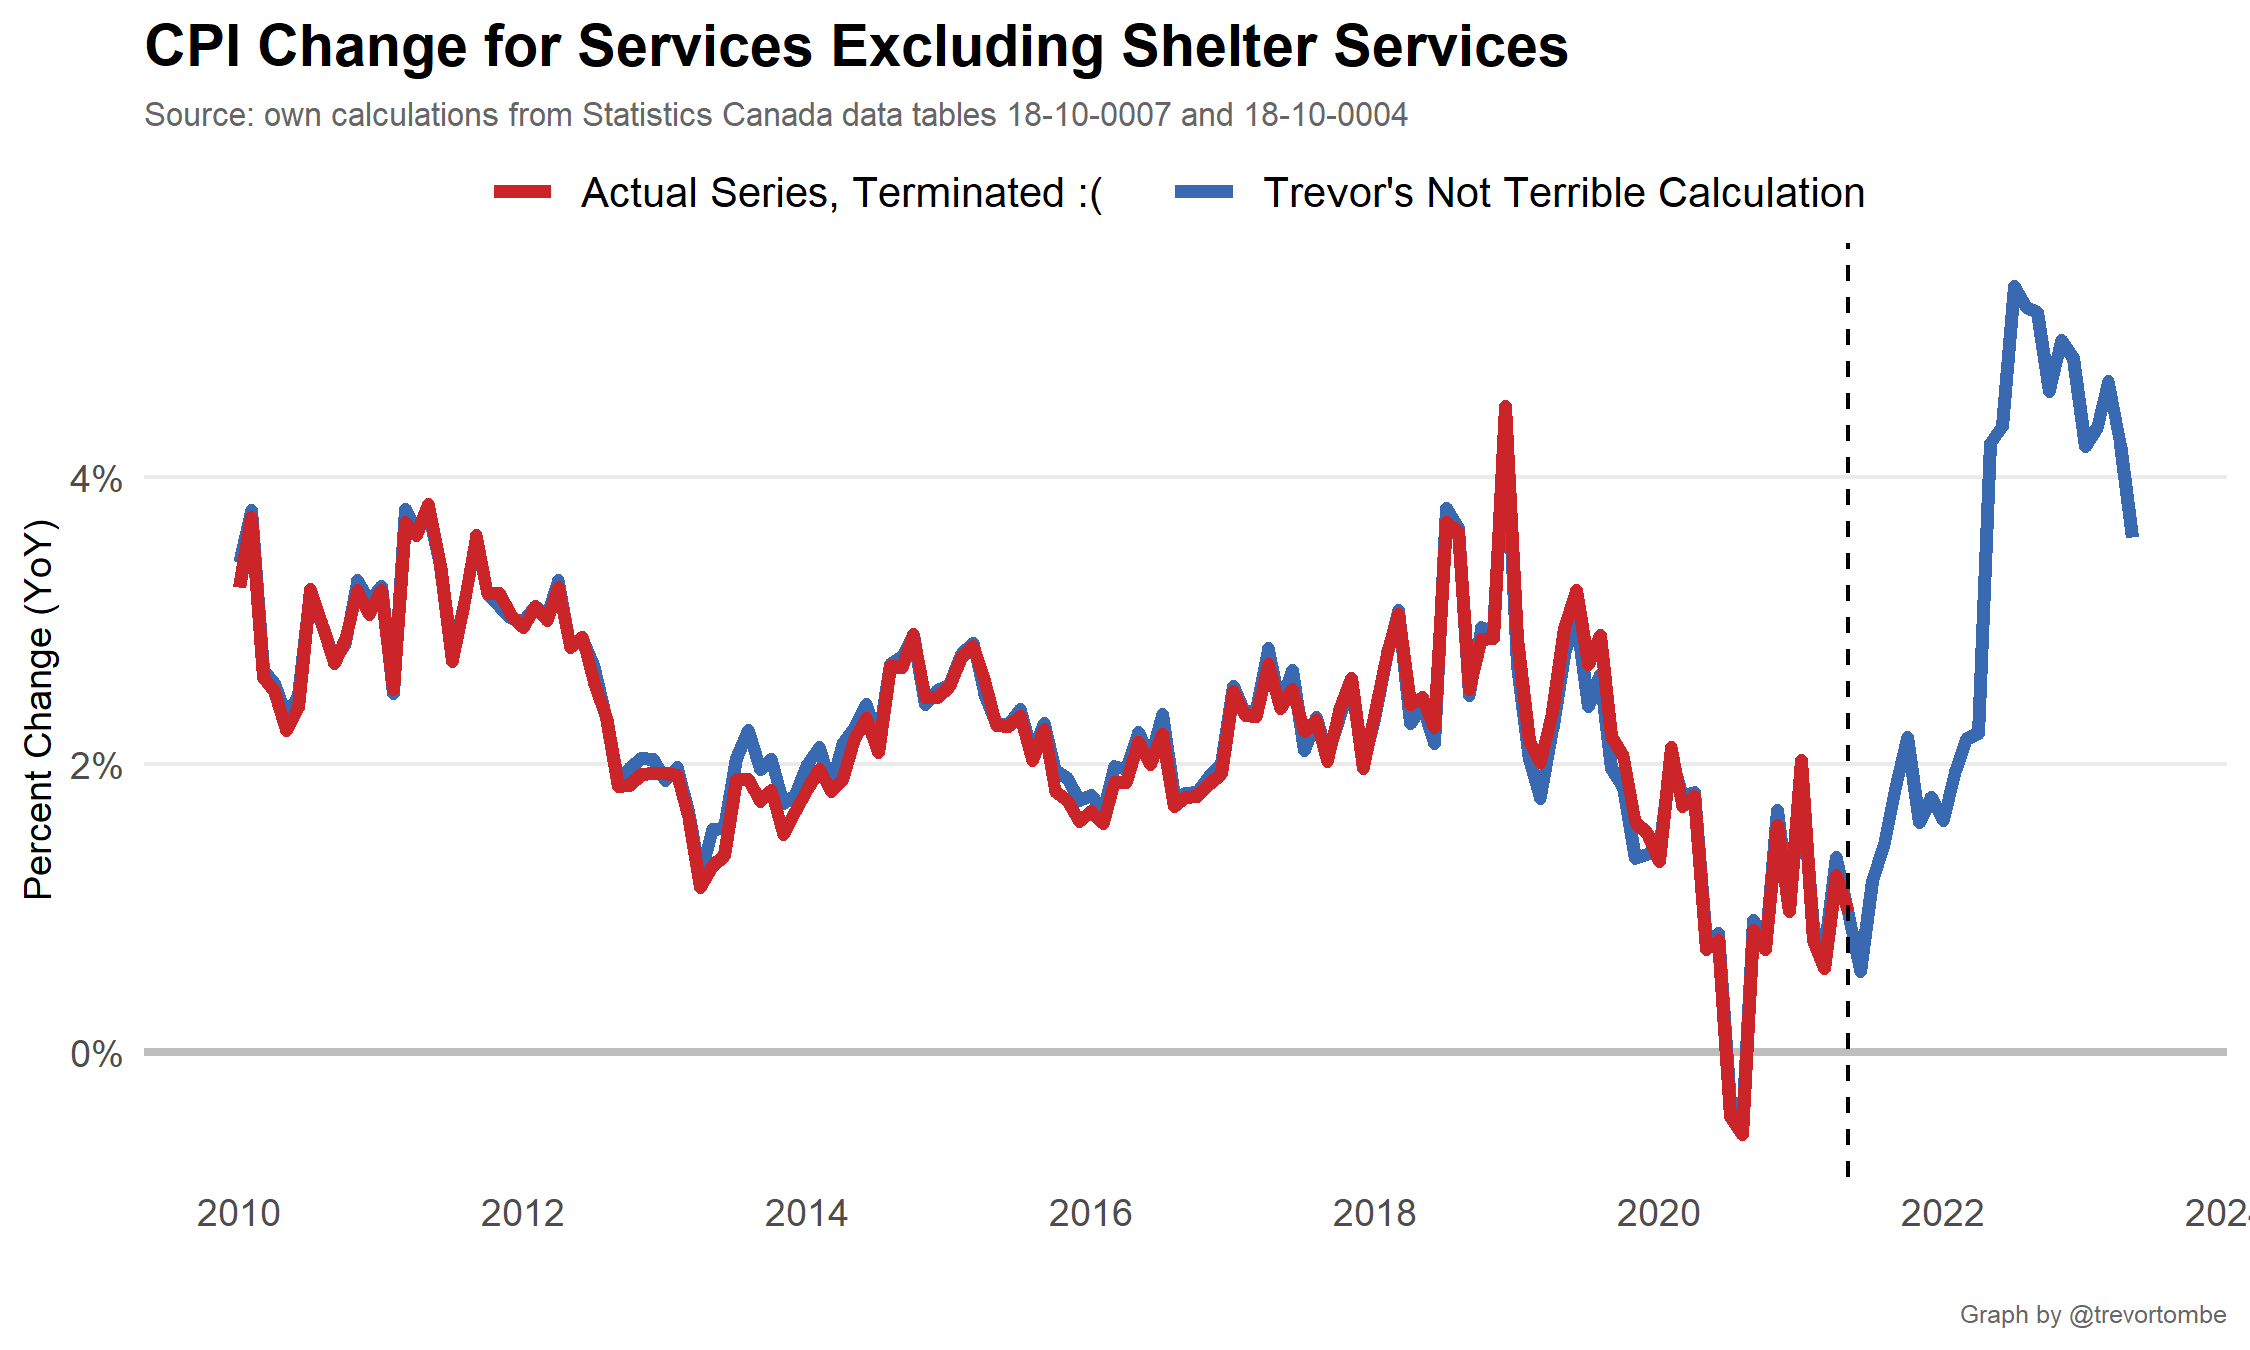 CPI Change for Services Excluding Shelter Services
Source: own calculations from Statistics Canada data tables 18-10-0007 and 18-10-0004
Actual Series, Terminated :( Trevor's Not Terrible Calculation
Percent Change (YoY)
4%
2%
0%
2010 2012 2014 2016 2018 2020 2022
Graph by @trevortombe